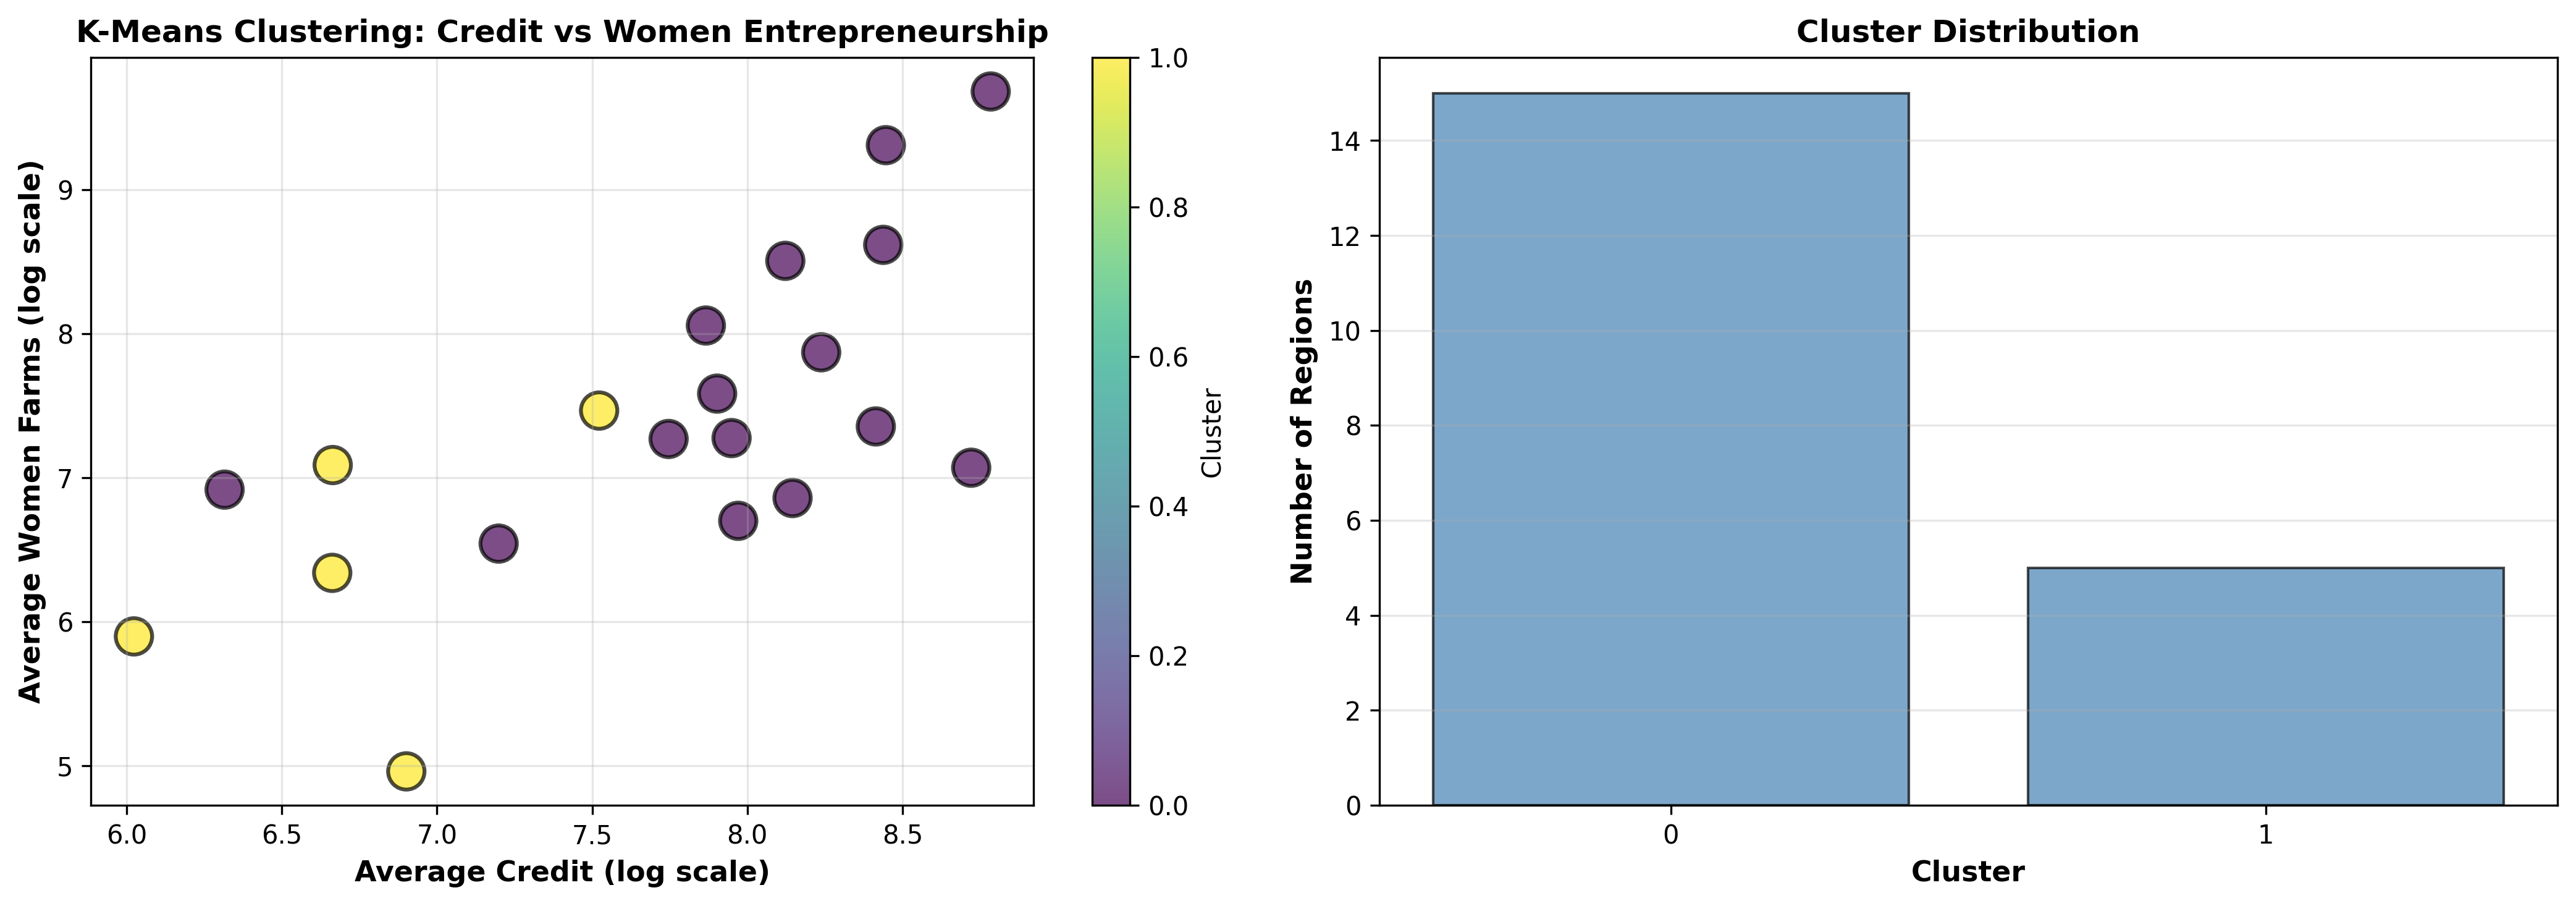 K-Means Clustering: Credit vs Women Entrepreneurship
Average Women Farms (log scale)
9
8
7
6
5
6.0 6.5 7.0 7.5 8.0 8.5
Average Credit (log scale)
1.0
0.8
0.6
0.4
0.2
0.0
Cluster
Cluster Distribution
Number of Regions
14
12
10
8
6
4
2
0
0 1
Cluster